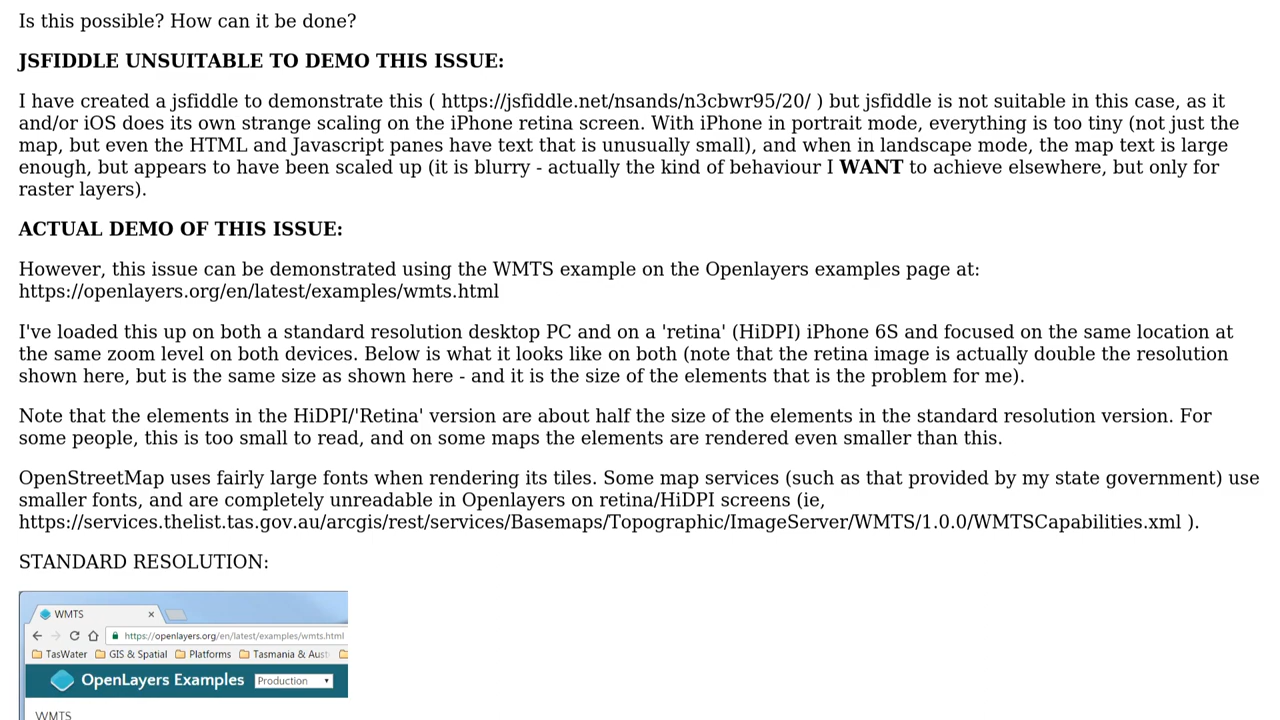 Is this possible? How can it be done?
JSFIDDLE UNSUITABLE TO DEMO THIS ISSUE:
I have created a jsfiddle to demonstrate this ( https://jsfiddle.net/nsands/n3cbwr95/20/ ) but jsfiddle is not suitable in this case, as it
and/or iOS does its own strange scaling on the iPhone retina screen. With iPhone in portrait mode, everything is too tiny (not just the
map, but even the HTML and Javascript panes have text that is unusually small), and when in landscape mode, the map text is large
enough, but appears to have been scaled up (it is blurry - actually the kind of behaviour I WANT to achieve elsewhere, but only for
raster layers).
ACTUAL DEMO OF THIS ISSUE:
However, this issue can be demonstrated using the WMTS example on the Openlayers examples page at:
https://openlayers.org/en/latest/examples/wmts.html
I've loaded this up on both a standard resolution desktop PC and on a 'retina' (HiDPI) iPhone 6S and focused on the same location at
the same zoom level on both devices. Below is what it looks like on both (note that the retina image is actually double the resolution
shown here, but is the same size as shown here - and it is the size of the elements that is the problem for me).
Note that the elements in the HiDPI/'Retina' version are about half the size of the elements in the standard resolution version. For
some people, this is too small to read, and on some maps the elements are rendered even smaller than this.
OpenStreetMap uses fairly large fonts when rendering its tiles. Some map services (such as that provided by my state government) use
smaller fonts, and are completely unreadable in Openlayers on retina/HiDPI screens (ie,
https://services.thelist.tas.gov.au/arcgis/rest/services/Basemaps/Topographic/ImageServer/WMTS/1.0.0/WMTSCapabilities.xml ).
STANDARD RESOLUTION:
WMTS
https://openlayers.org/en/latest/examples/wmts.html
TasWater GIS & Spatial Platforms Tasmania & Aust
OpenLayers Examples Production
WMTS